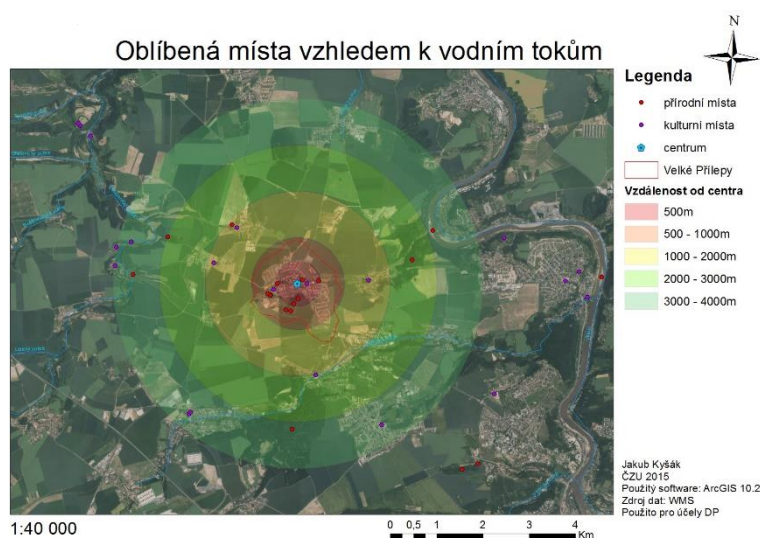 Oblíbená místa vzhledem k vodním tokům
N
Legenda
přírodní místa
kulturní místa
centrum
Velké Přílepy
Vzdálenost od centra
500m
500 - 1000m
1000 - 2000m
2000 - 3000m
3000 - 4000m
Jakub Kyšák
ČZU 2015
Použitý software: ArcGIS 10.2
Zdroj dat: WMS
Použito pro účely DP
1:40 000
0 0,5 1 2 3 4
Km